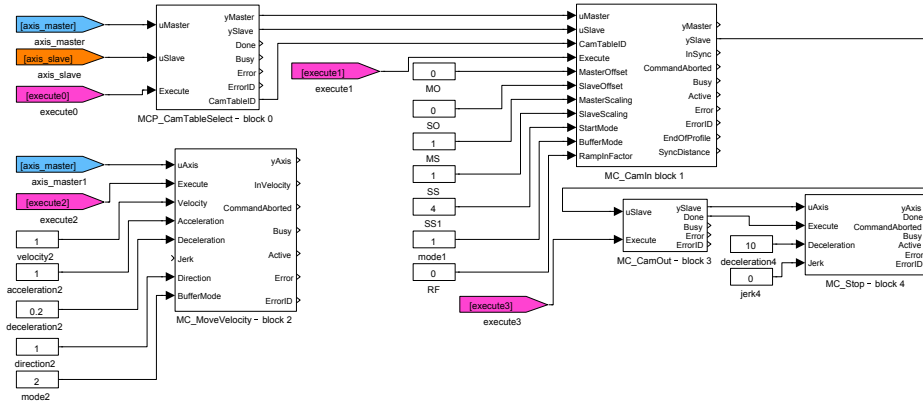 [axis_master]
axis_master
[axis_slave]
axis_slave
[execute0]
execute0
uMaster
uSlave
Execute
yMaster
ySlave
Done
Busy
Error
ErrorID
CamTableID
MCP_CamTableSelect - block 0
[execute1]
execute1
0
MO
0
SO
1
MS
1
SS
4
SS1
1
mode1
0
RF
uMaster
uSlave
CamTableID
Execute
MasterOffset
SlaveOffset
MasterScaling
SlaveScaling
StartMode
BufferMode
RampInFactor
yMaster
ySlave
InSync
CommandAborted
Busy
Active
Error
ErrorID
EndOfProfile
SyncDistance
MC_CamIn block 1
[axis_master]
axis_master1
[execute2]
execute2
1
velocity2
1
acceleration2
0.2
deceleration2
1
direction2
2
mode2
uAxis
Execute
Velocity
Acceleration
Deceleration
Jerk
Direction
BufferMode
yAxis
InVelocity
CommandAborted
Busy
Active
Error
ErrorID
MC_MoveVelocity - block 2
[execute3]
execute3
uSlave
Execute
ySlave
Done
Busy
Error
ErrorID
MC_CamOut - block 3
10
deceleration4
0
jerk4
uAxis
Execute
Deceleration
Jerk
yAxis
Done
CommandAborted
Busy
Active
Error
ErrorID
MC_Stop - block 4